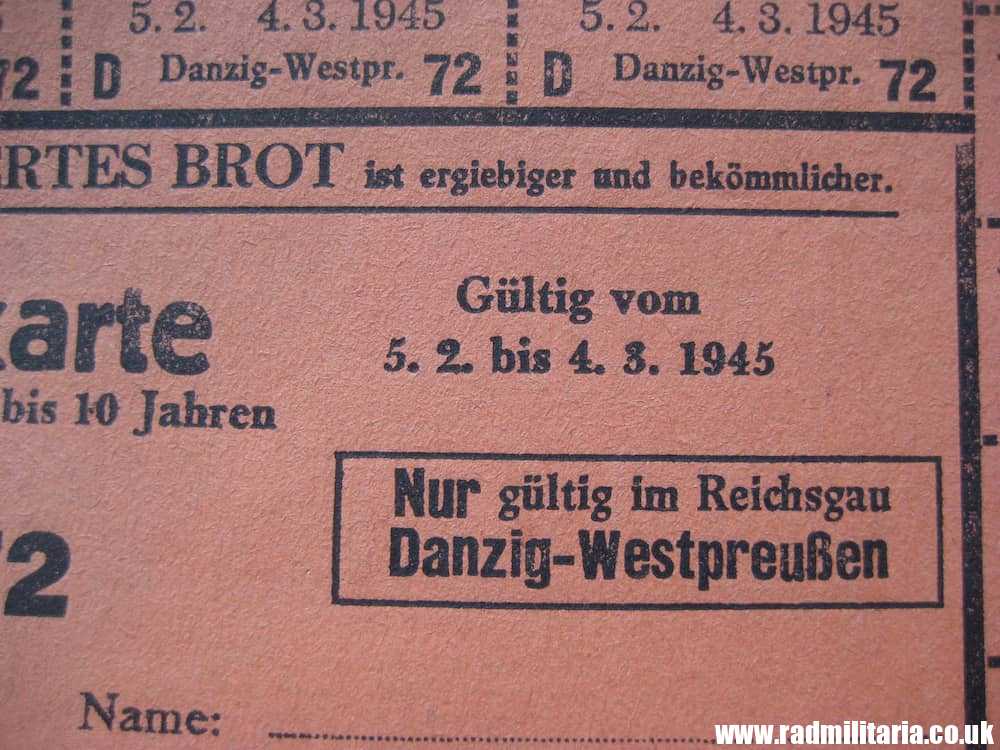 5. 2. 4. 3. 1945 5. 2. 4. 3. 1945
72 D Danzig-Westpr. 72 D Danzig-Westpr. 72
ERTES BROT ist ergiebiger und bekömmlicher.
karte
bis 10 Jahren
Gültig vom
5. 2. bis 4. 3. 1945
Nur gültig im Reichsgau
Danzig-Westpreußen
72
Name:
www.radmilitaria.co.uk